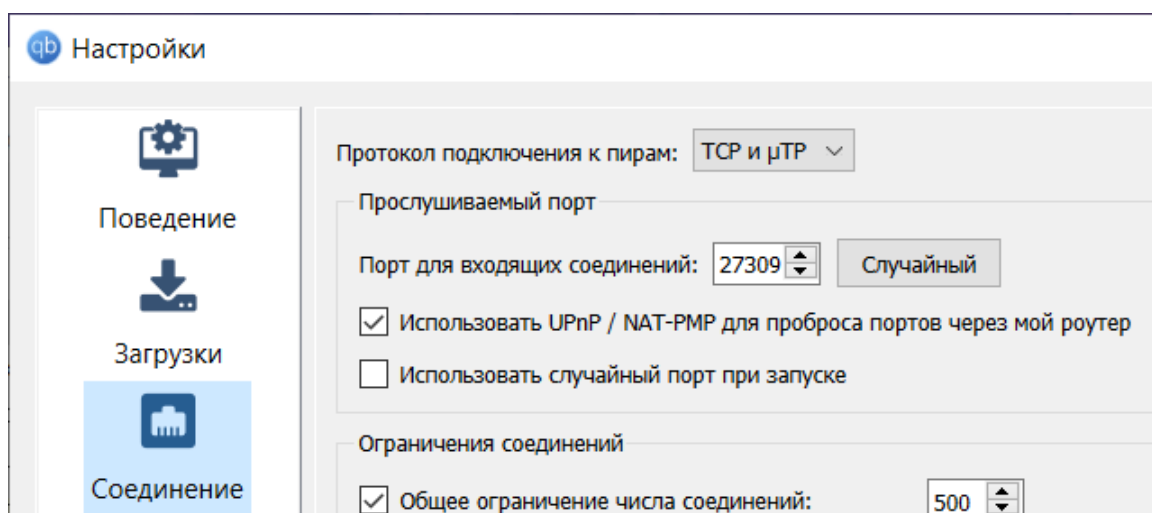 qb Настройки
Поведение
Загрузки
Соединение
Протокол подключения к пирам: TCP и μTP
Прослушиваемый порт
Порт для входящих соединений: 27309 Случайный
Использовать UPnP / NAT-PMP для проброса портов через мой роутер
Использовать случайный порт при запуске
Ограничения соединений
Общее ограничение числа соединений: 500